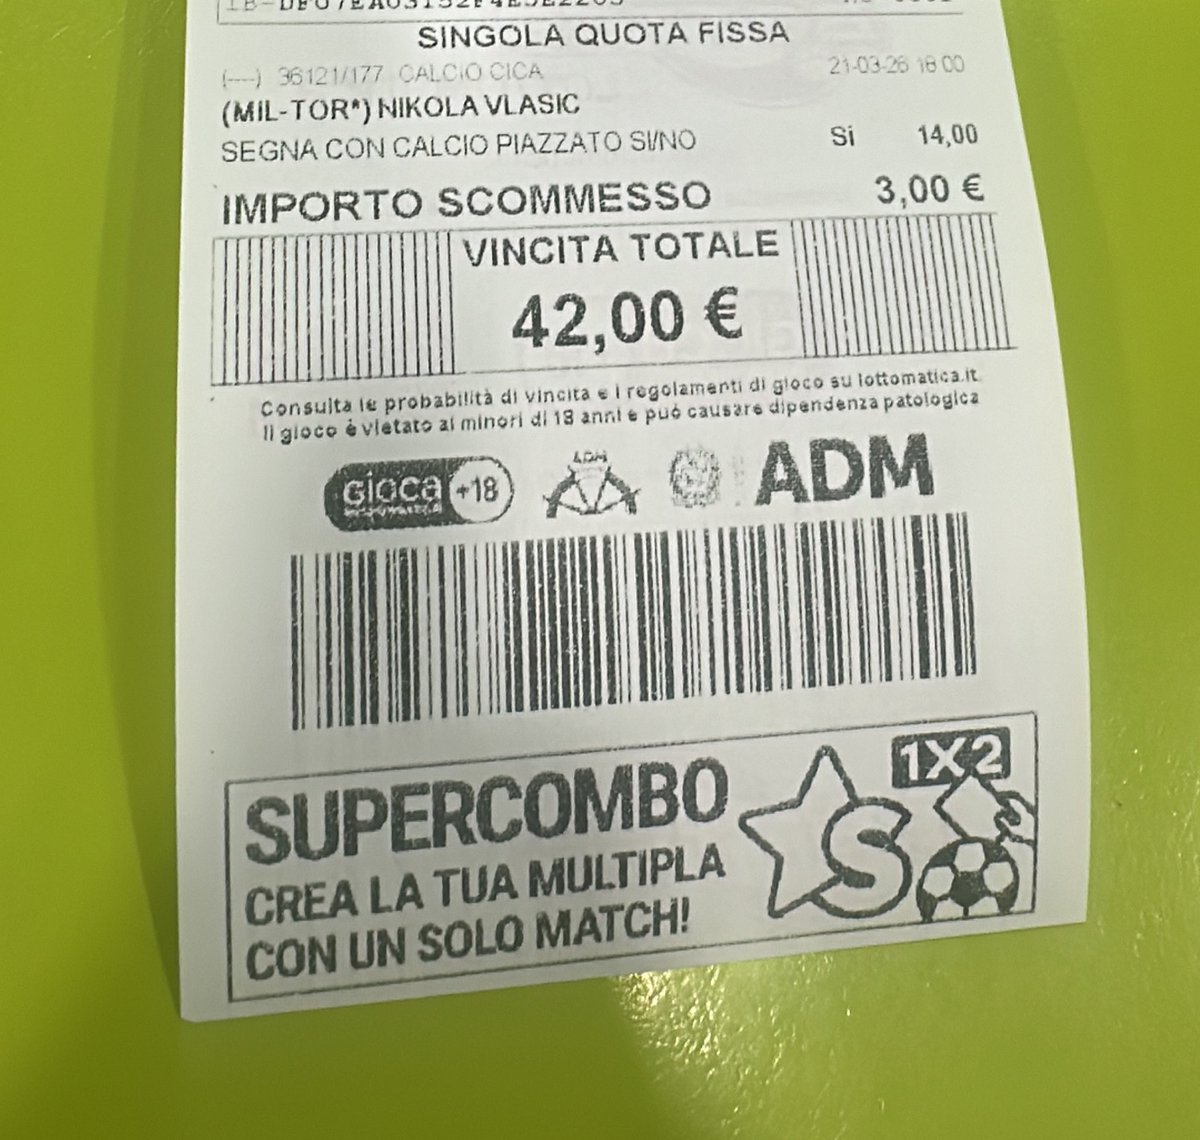 SINGOLA QUOTA FISSA
(----) 36121/177 CALCIO CICA 21-03-26 18:00
(MIL-TOR*) NIKOLA VLASIC
SEGNA CON CALCIO PIAZZATO SI/NO Si 14,00
IMPORTO SCOMMESSO 3,00 €
VINCITA TOTALE
42,00 €
Consulta le probabilità di vincita e i regolamenti di gioco su lottomatica.it
Il gioco è vietato ai minori di 18 anni e può causare dipendenza patologica
gioca +18 ADM ADM
SUPERCOMBO
CREA LA TUA MULTIPLA
CON UN SOLO MATCH!
1X2
S